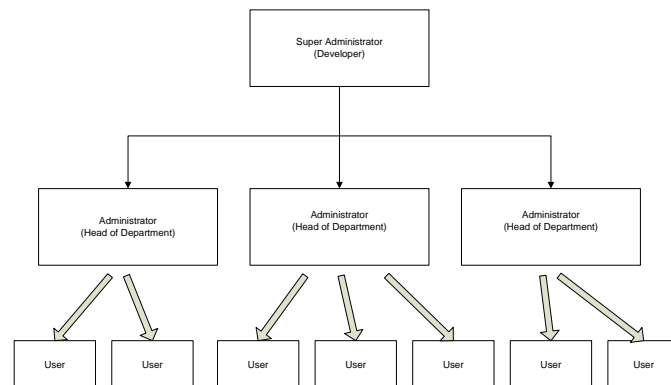 Super Administrator
(Developer)
Administrator
(Head of Department)
Administrator
(Head of Department)
Administrator
(Head of Department)
User
User
User
User
User
User
User